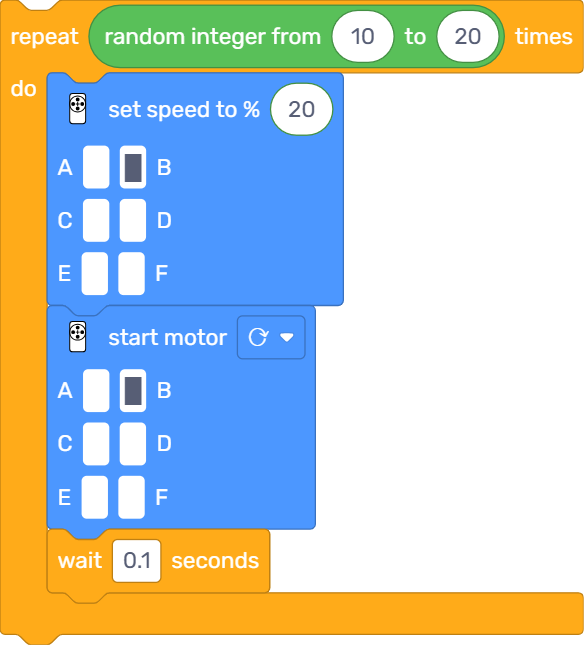 repeat random integer from 10 to 20 times
do
set speed to % 20
A B
C D
E F
start motor
A B
C D
E F
wait 0.1 seconds